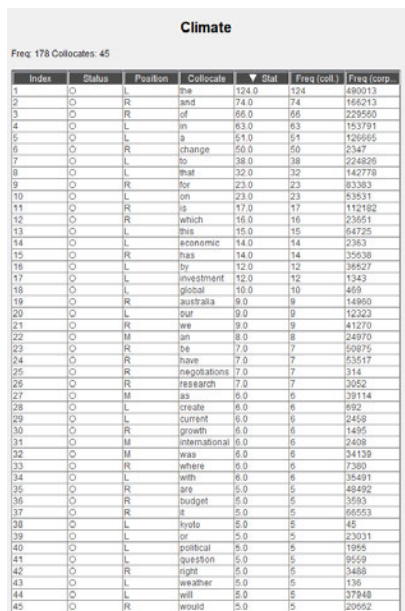 Climate
Freq: 178 Collocates: 45
Index Status Position Collocate ▼ Stat Freq (coll.) Freq (corp...
1 O L the 124.0 124 490013
2 O R and 74.0 74 166213
3 O R of 66.0 66 229560
4 O L in 63.0 63 153791
5 O L a 51.0 51 126665
6 O R change 50.0 50 2347
7 O L to 38.0 38 224826
8 O L that 32.0 32 142778
9 O R for 23.0 23 83383
10 O L on 23.0 23 53531
11 O R is 17.0 17 112182
12 O R which 16.0 16 23651
13 O L this 15.0 15 64725
14 O L economic 14.0 14 2363
15 O R has 14.0 14 35638
16 O L by 12.0 12 36527
17 O L investment 12.0 12 1343
18 O L global 10.0 10 469
19 O R australia 9.0 9 14960
20 O L our 9.0 9 12323
21 O R we 9.0 9 41270
22 O M an 8.0 8 24970
23 O R be 7.0 7 50875
24 O R have 7.0 7 53517
25 O R negotiations 7.0 7 314
26 O R research 7.0 7 3052
27 O M as 6.0 6 39114
28 O L create 6.0 6 692
29 O L current 6.0 6 2458
30 O R growth 6.0 6 1495
31 O M international 6.0 6 2408
32 O M was 6.0 6 34139
33 O R where 6.0 6 7380
34 O L with 6.0 6 35491
35 O R are 5.0 5 48492
36 O R budget 5.0 5 3593
37 O R it 5.0 5 66553
38 O L kyoto 5.0 5 45
39 O L or 5.0 5 23031
40 O L political 5.0 5 1955
41 O L question 5.0 5 9559
42 O R right 5.0 5 3488
43 O L weather 5.0 5 136
44 O L will 5.0 5 37948
45 O R would 5.0 5 20662